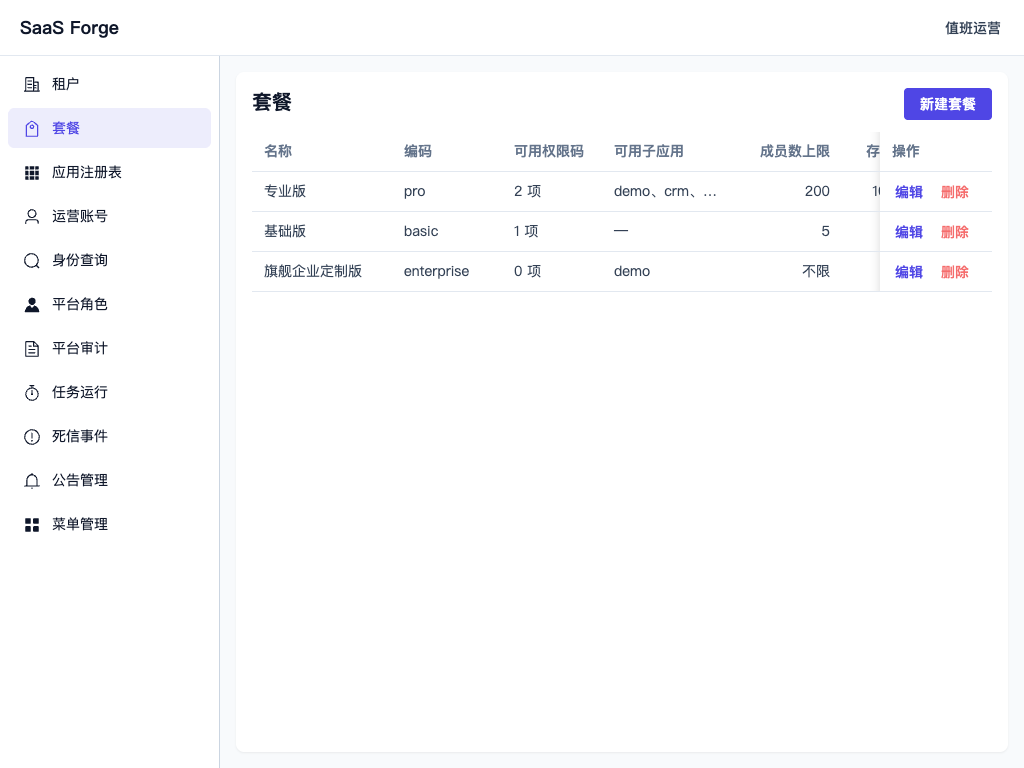 SaaS Forge
值班运营
租户
套餐
应用注册表
运营账号
身份查询
平台角色
平台审计
任务运行
死信事件
公告管理
菜单管理
套餐
新建套餐
名称 编码 可用权限码 可用子应用 成员数上限 存 操作
专业版 pro 2 项 demo、crm、… 200 编辑 删除
基础版 basic 1 项 — 5 编辑 删除
旗舰企业定制版 enterprise 0 项 demo 不限 编辑 删除